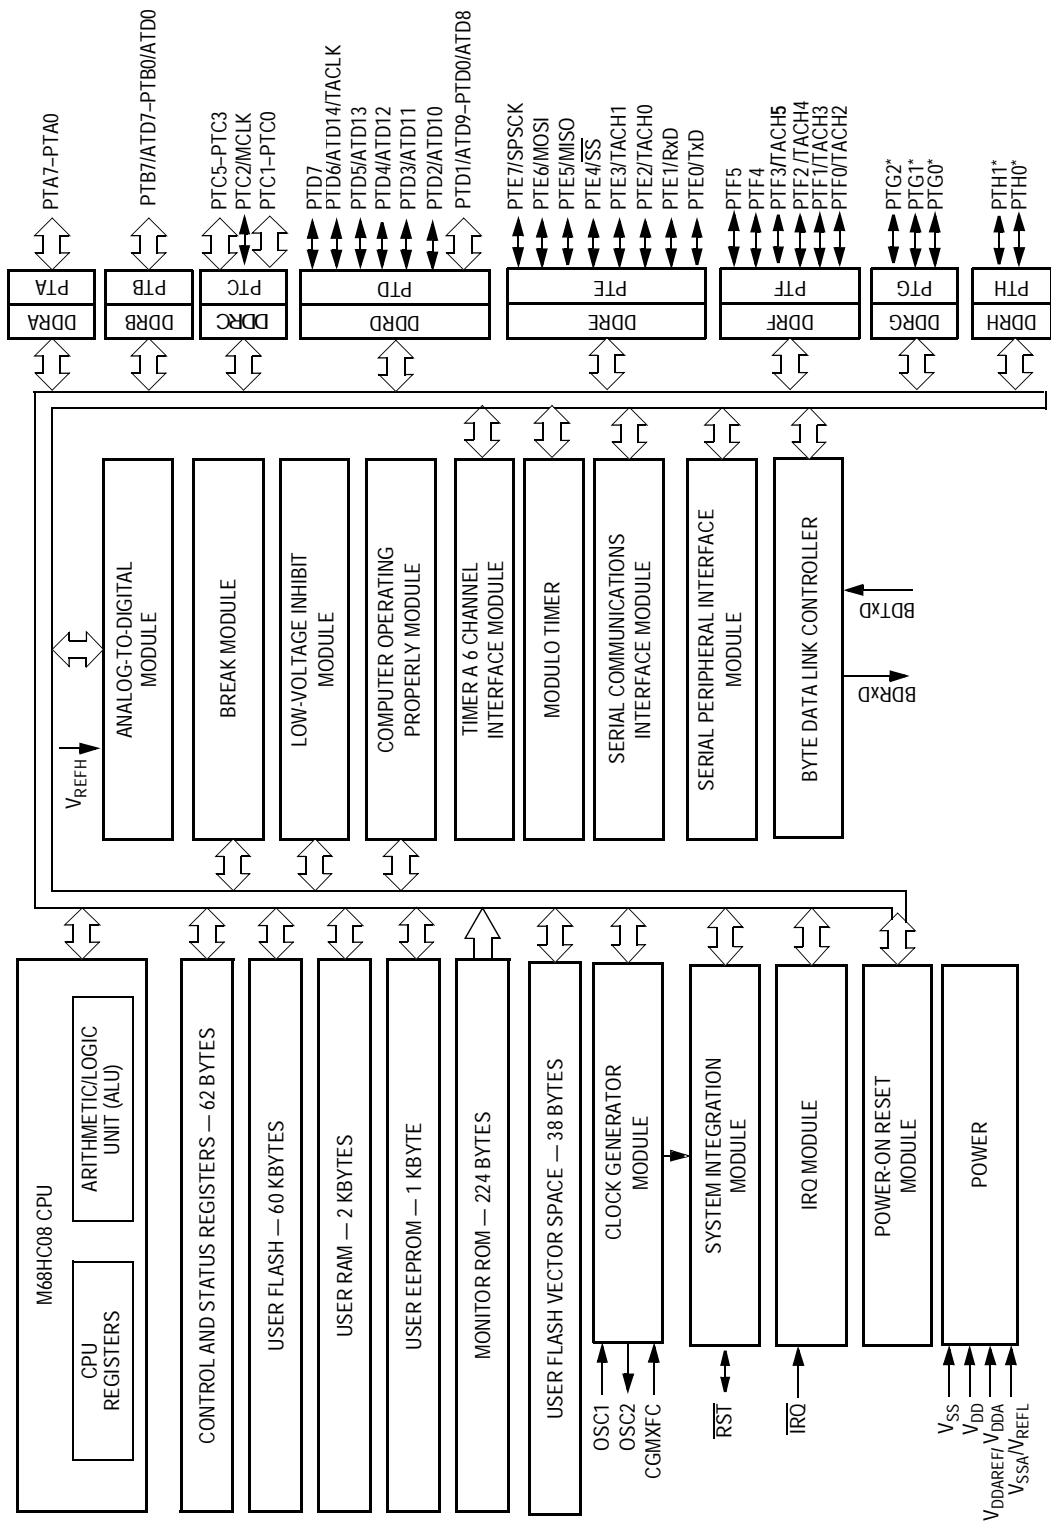 M68HC08 CPU
CPU
REGISTERS
ARITHMETIC/LOGIC
UNIT (ALU)
CONTROL AND STATUS REGISTERS — 62 BYTES
USER FLASH — 60 KBYTES
USER RAM — 2 KBYTES
USER EEPROM — 1 KBYTE
MONITOR ROM — 224 BYTES
USER FLASH VECTOR SPACE — 38 BYTES
OSC1
OSC2
CGMXFC
CLOCK GENERATOR
MODULE
RST
SYSTEM INTEGRATION
MODULE
IRQ
IRQ MODULE
POWER-ON RESET
MODULE
VSS
VDD
VDDAREF/ VDDA
VSSA/VREFL
POWER
VREFH
ANALOG-TO-DIGITAL
MODULE
BREAK MODULE
LOW-VOLTAGE INHIBIT
MODULE
COMPUTER OPERATING
PROPERLY MODULE
TIMER A 6 CHANNEL
INTERFACE MODULE
MODULO TIMER
SERIAL COMMUNICATIONS
INTERFACE MODULE
SERIAL PERIPHERAL INTERFACE
MODULE
BYTE DATA LINK CONTROLLER
BDRxD
BDTxD
DDRA
PTA
PTA7–PTA0
DDRB
PTB
PTB7/ATD7–PTB0/ATD0
DDRC
PTC
PTC5–PTC3
PTC2/MCLK
PTC1–PTC0
DDRD
PTD
PTD7
PTD6/ATD14/TACLK
PTD5/ATD13
PTD4/ATD12
PTD3/ATD11
PTD2/ATD10
PTD1/ATD9–PTD0/ATD8
DDRE
PTE
PTE7/SPSCK
PTE6/MOSI
PTE5/MISO
PTE4/SS
PTE3/TACH1
PTE2/TACH0
PTE1/RxD
PTE0/TxD
DDRF
PTF
PTF5
PTF4
PTF3/TACH5
PTF2 /TACH4
PTF1/TACH3
PTF0/TACH2
DDRG
PTG
PTG2*
PTG1*
PTG0*
DDRH
PTH
PTH1*
PTH0*